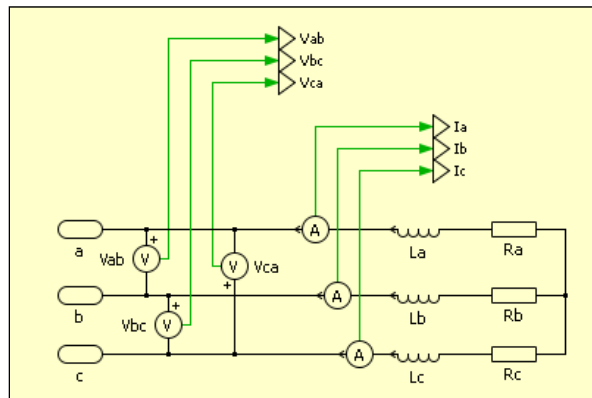 Vab
Vbc
Vca
Ia
Ib
Ic
a
Vab
V
+
V
+
Vca
A
La
Ra
b
Vbc
V
+
A
Lb
Rb
c
A
Lc
Rc